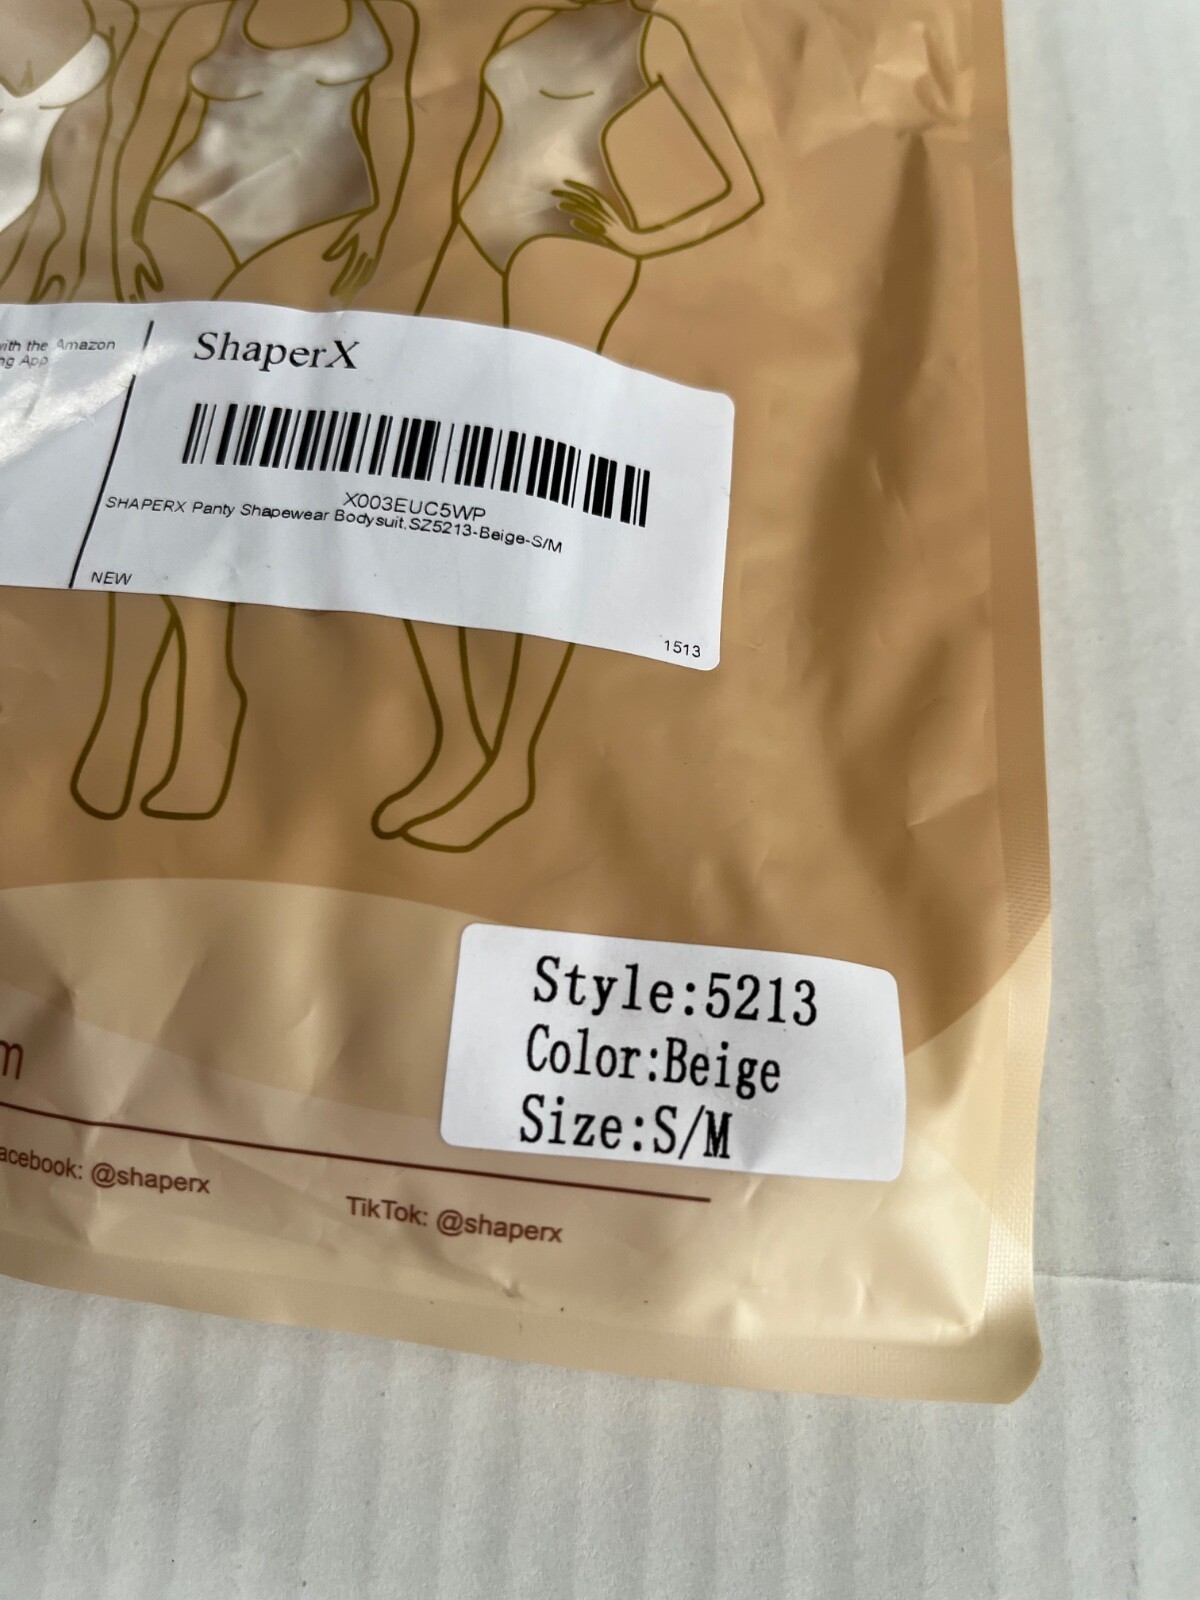 with the Amazon
ng App
ShaperX
X003EUC5WP
SHAPERX Panty Shapewear Bodysuit,SZ5213-Beige-S/M
NEW
1513
Style:5213
Color:Beige
Size:S/M
m
acebook: @shaperx
TikTok: @shaperx